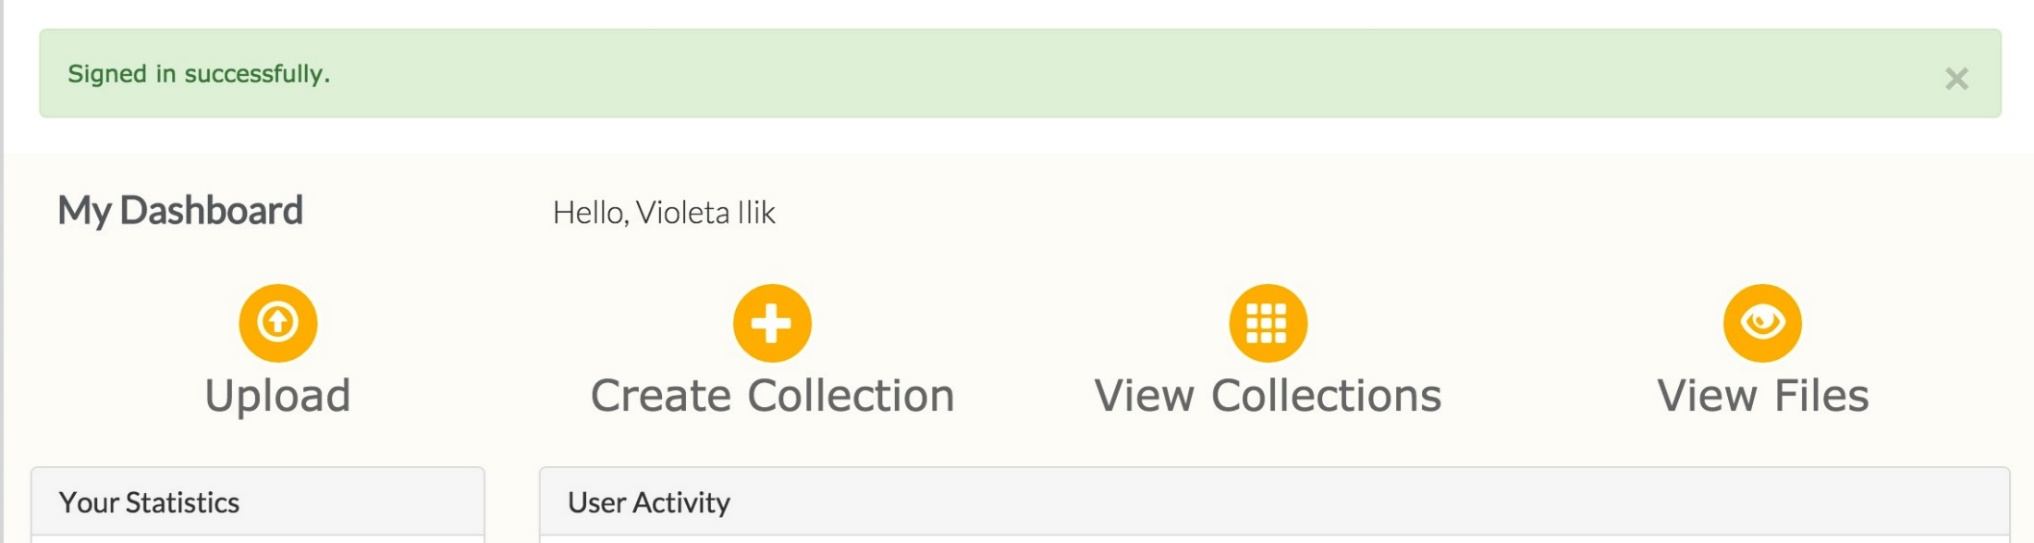 Signed in successfully.
My Dashboard
Hello, Violeta Ilik
Upload
Create Collection
View Collections
View Files
Your Statistics
User Activity